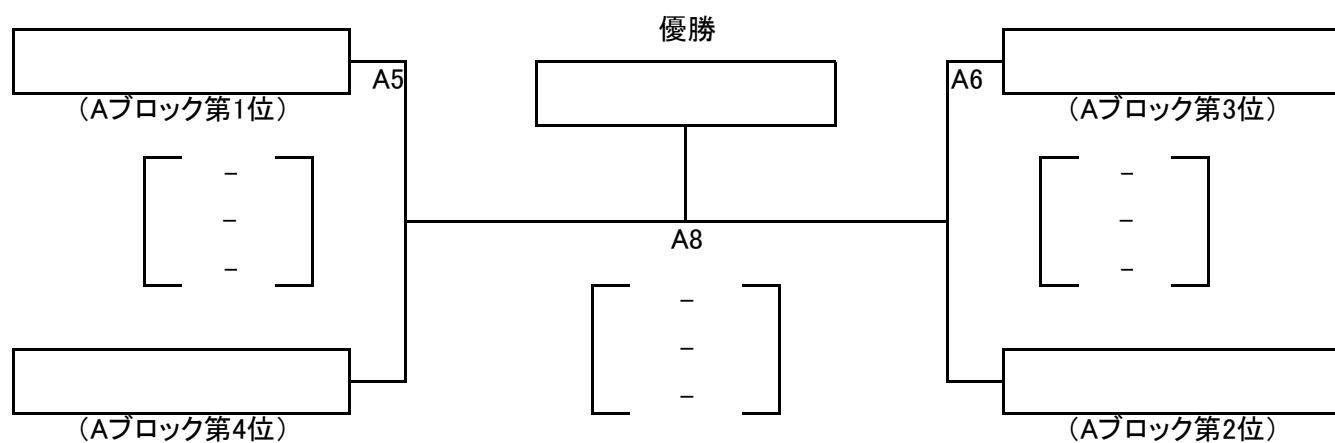 優勝
A5
A6
（Aブロック第1位）
（Aブロック第3位）
－
－
－
－
－
－
A8
－
－
－
（Aブロック第4位）
（Aブロック第2位）